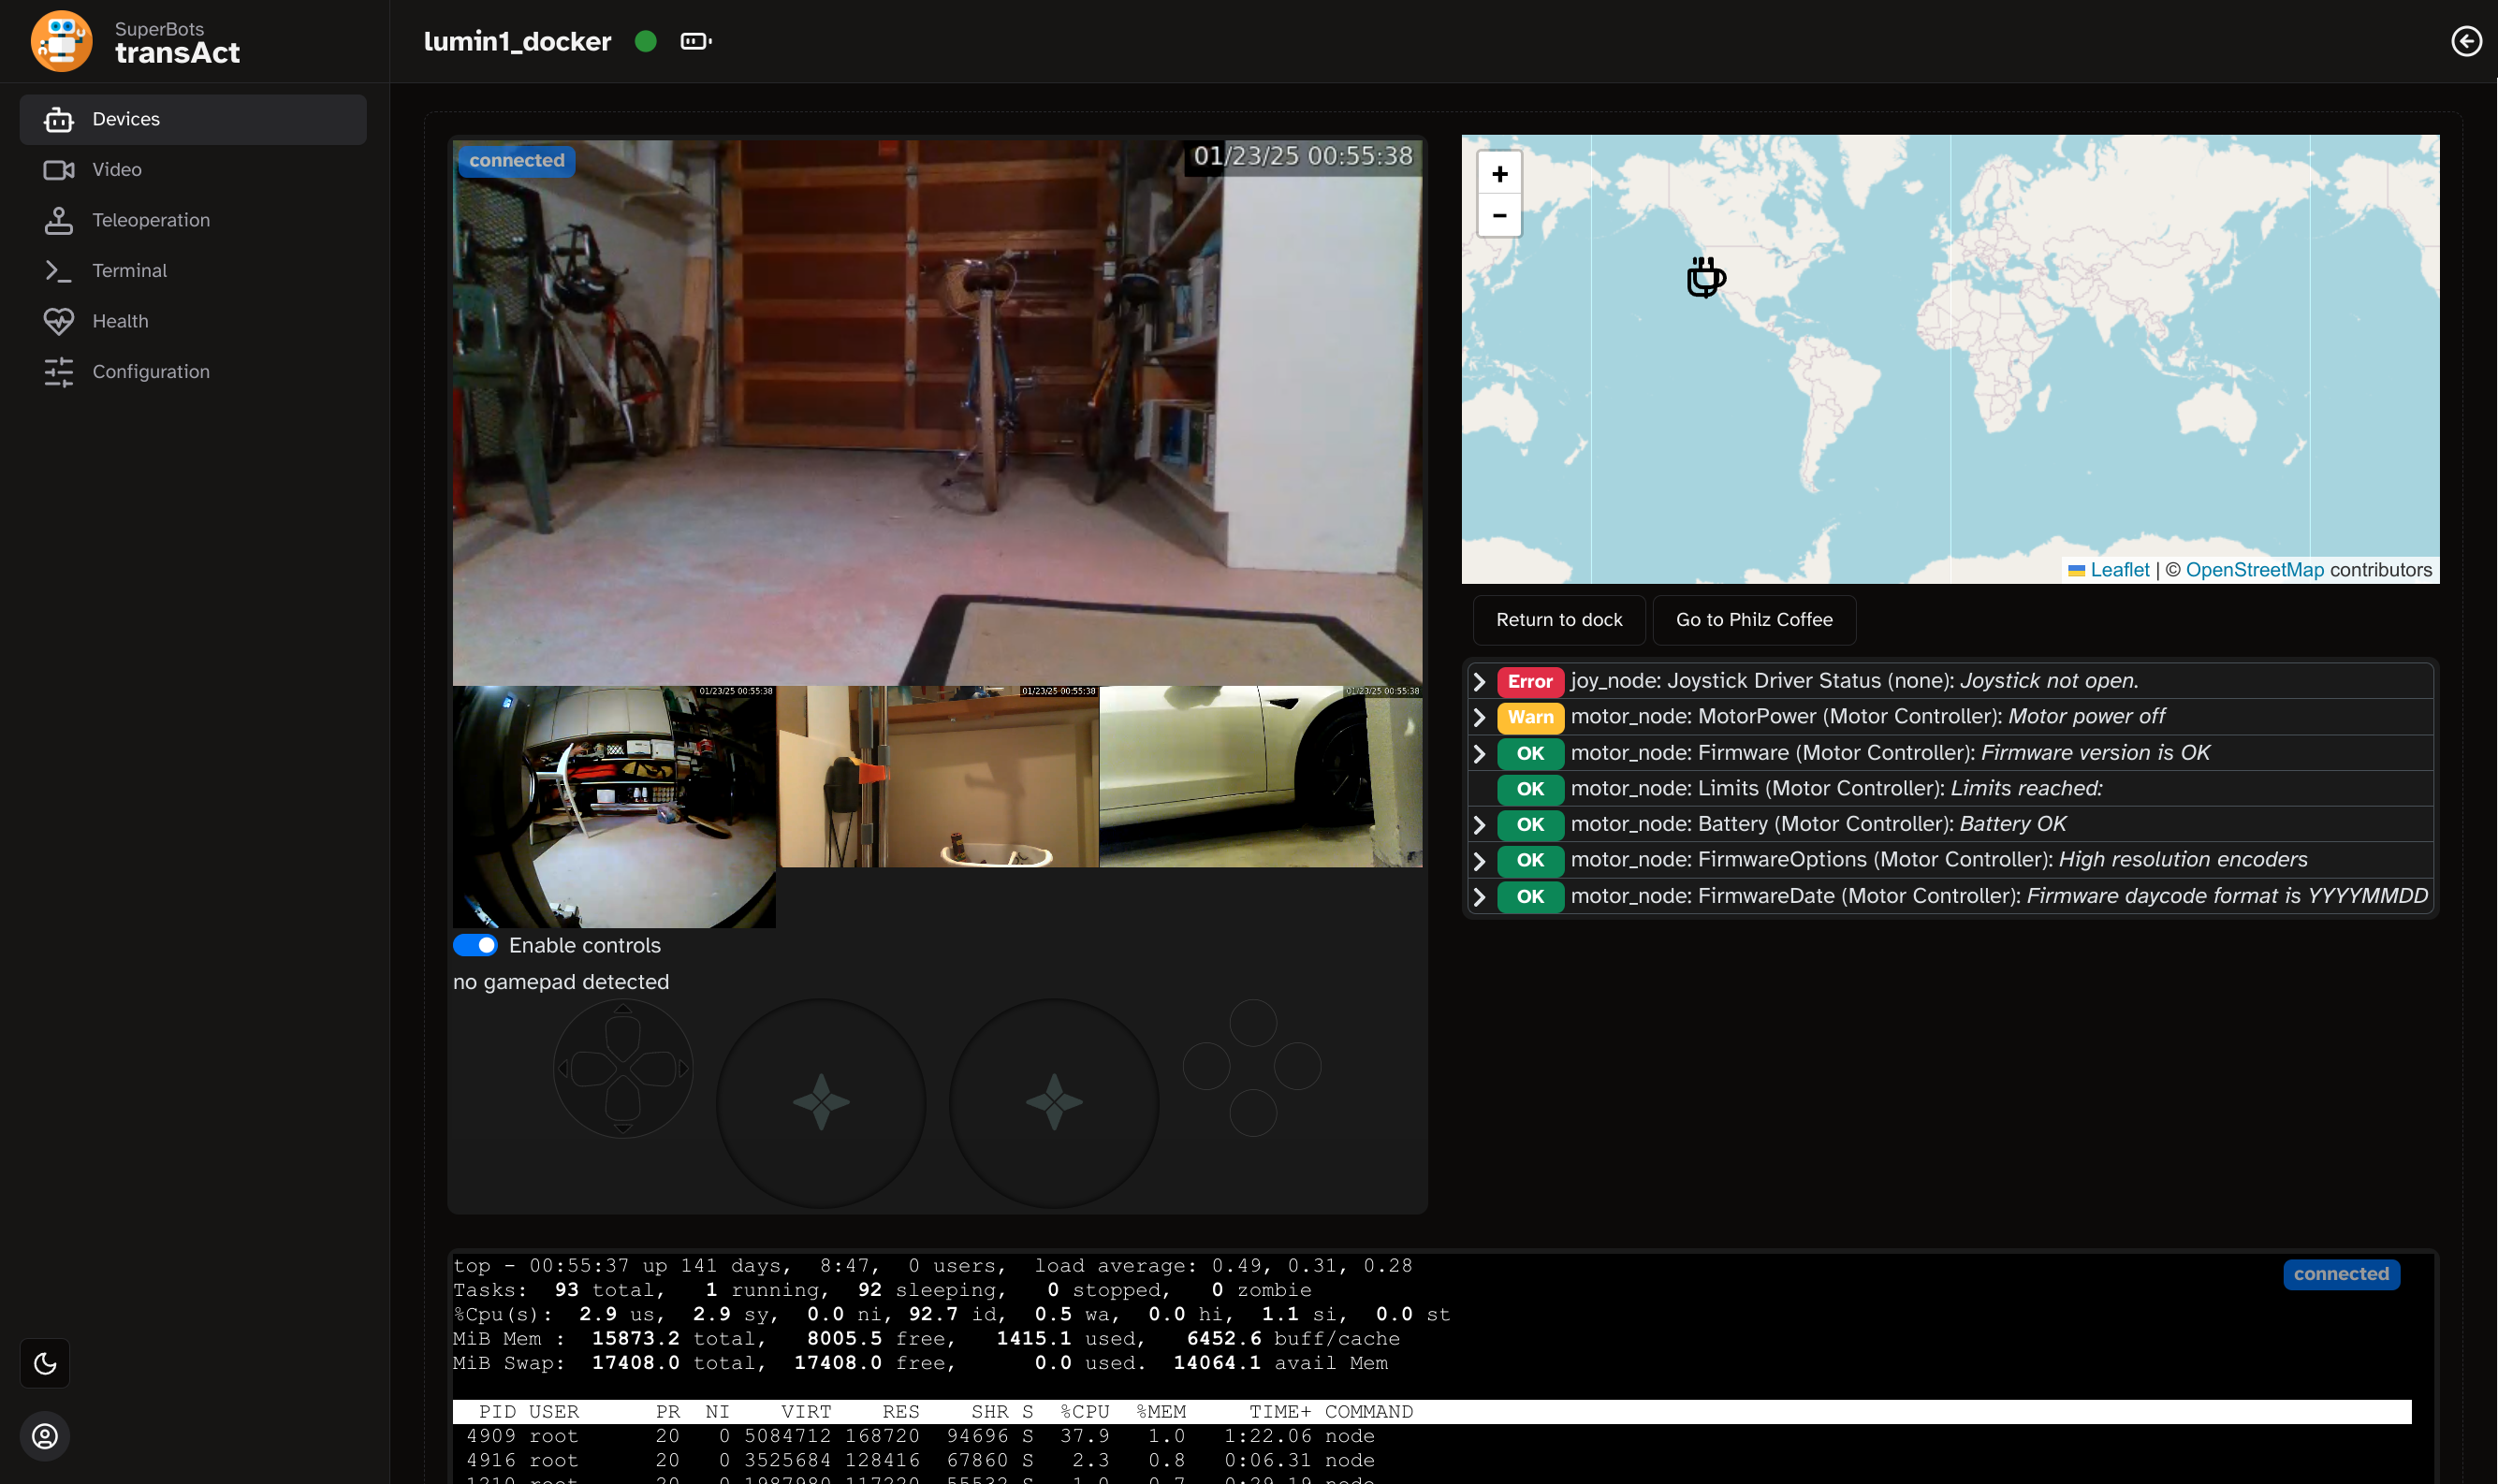 SuperBots
transAct
lumin1_docker
Devices
Video
Teleoperation
Terminal
Health
Configuration
connected
01/23/25 00:55:38
01/23/25 00:55:38
01/23/25 00:55:38
01/23/25 00:55:38
Enable controls
no gamepad detected
+
−
Leaflet | © OpenStreetMap contributors
Return to dock
Go to Philz Coffee
Error joy_node: Joystick Driver Status (none): Joystick not open.
Warn motor_node: MotorPower (Motor Controller): Motor power off
OK motor_node: Firmware (Motor Controller): Firmware version is OK
OK motor_node: Limits (Motor Controller): Limits reached:
OK motor_node: Battery (Motor Controller): Battery OK
OK motor_node: FirmwareOptions (Motor Controller): High resolution encoders
OK motor_node: FirmwareDate (Motor Controller): Firmware daycode format is YYYYMMDD
top - 00:55:37 up 141 days,  8:47,  0 users,  load average: 0.49, 0.31, 0.28
connected
Tasks:  93 total,   1 running,  92 sleeping,   0 stopped,   0 zombie
%Cpu(s):  2.9 us,  2.9 sy,  0.0 ni, 92.7 id,  0.5 wa,  0.0 hi,  1.1 si,  0.0 st
MiB Mem :  15873.2 total,   8005.5 free,   1415.1 used,   6452.6 buff/cache
MiB Swap:  17408.0 total,  17408.0 free,      0.0 used.  14064.1 avail Mem
PID USER      PR  NI    VIRT    RES    SHR S  %CPU  %MEM     TIME+ COMMAND
4909 root      20   0 5084712 168720  94696 S  37.9   1.0   1:22.06 node
4916 root      20   0 3525684 128416  67860 S   2.3   0.8   0:06.31 node